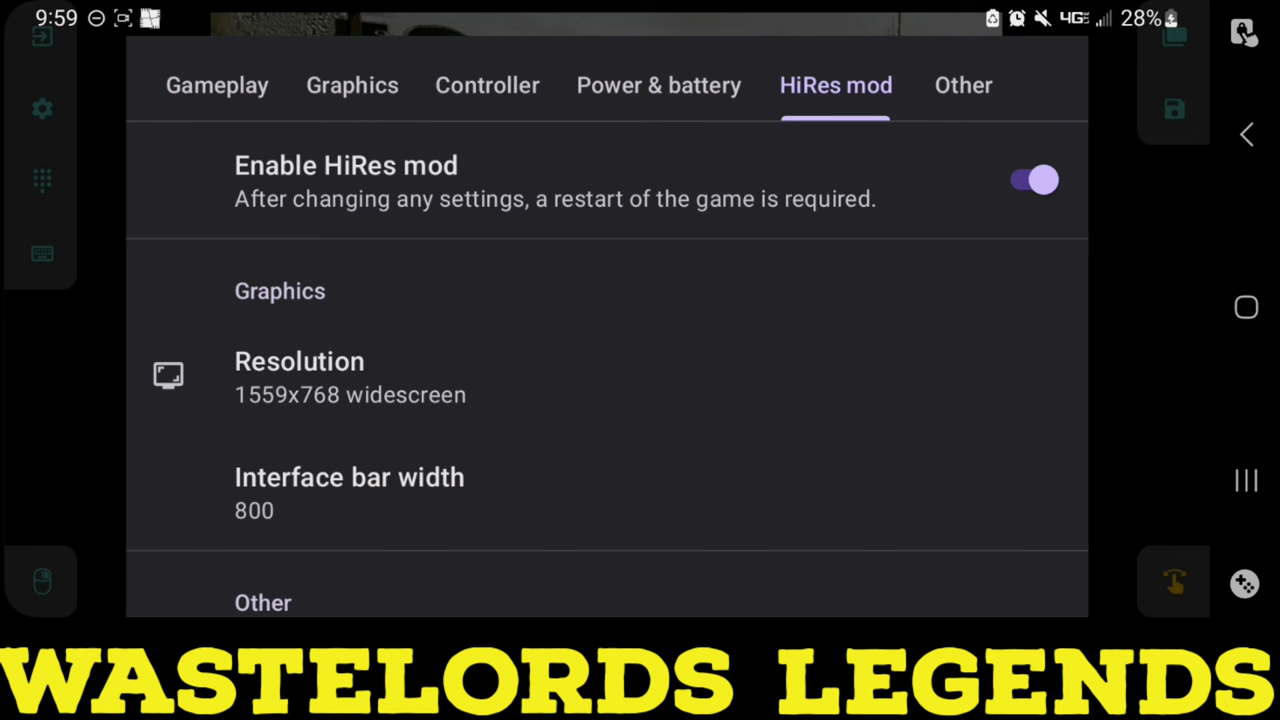 9:59 4G 28%
Gameplay Graphics Controller Power & battery HiRes mod Other
Enable HiRes mod
After changing any settings, a restart of the game is required.
Graphics
Resolution
1559x768 widescreen
Interface bar width
800
Other
WASTELORDS LEGENDS